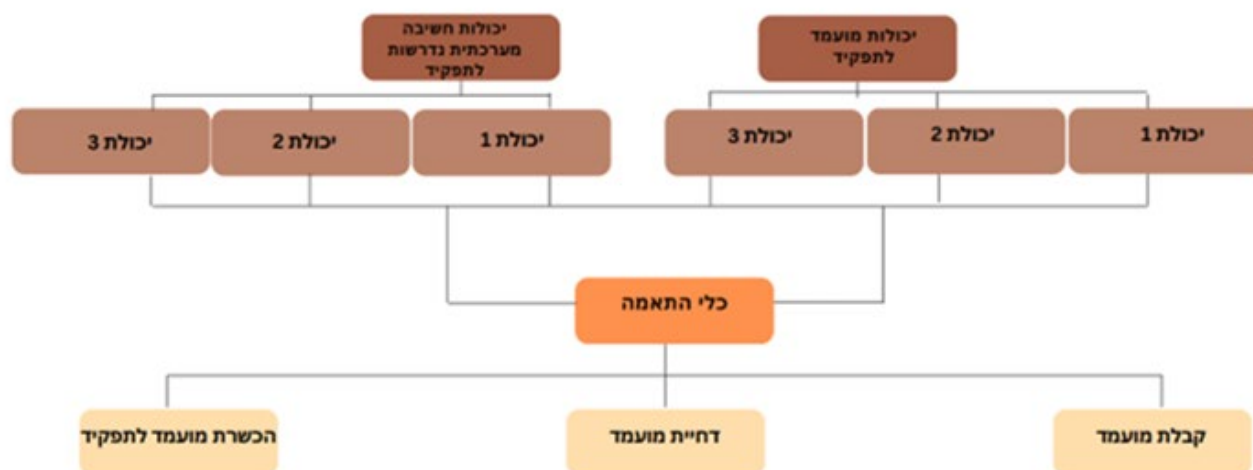 יכולות מועמד
לתפקיד
יכולות חשיבה
מערכתית נדרשות
לתפקיד
יכולת 1
יכולת 2
יכולת 3
יכולת 1
יכולת 2
יכולת 3
כלי התאמה
קבלת מועמד
דחיית מועמד
הכשרת מועמד לתפקיד